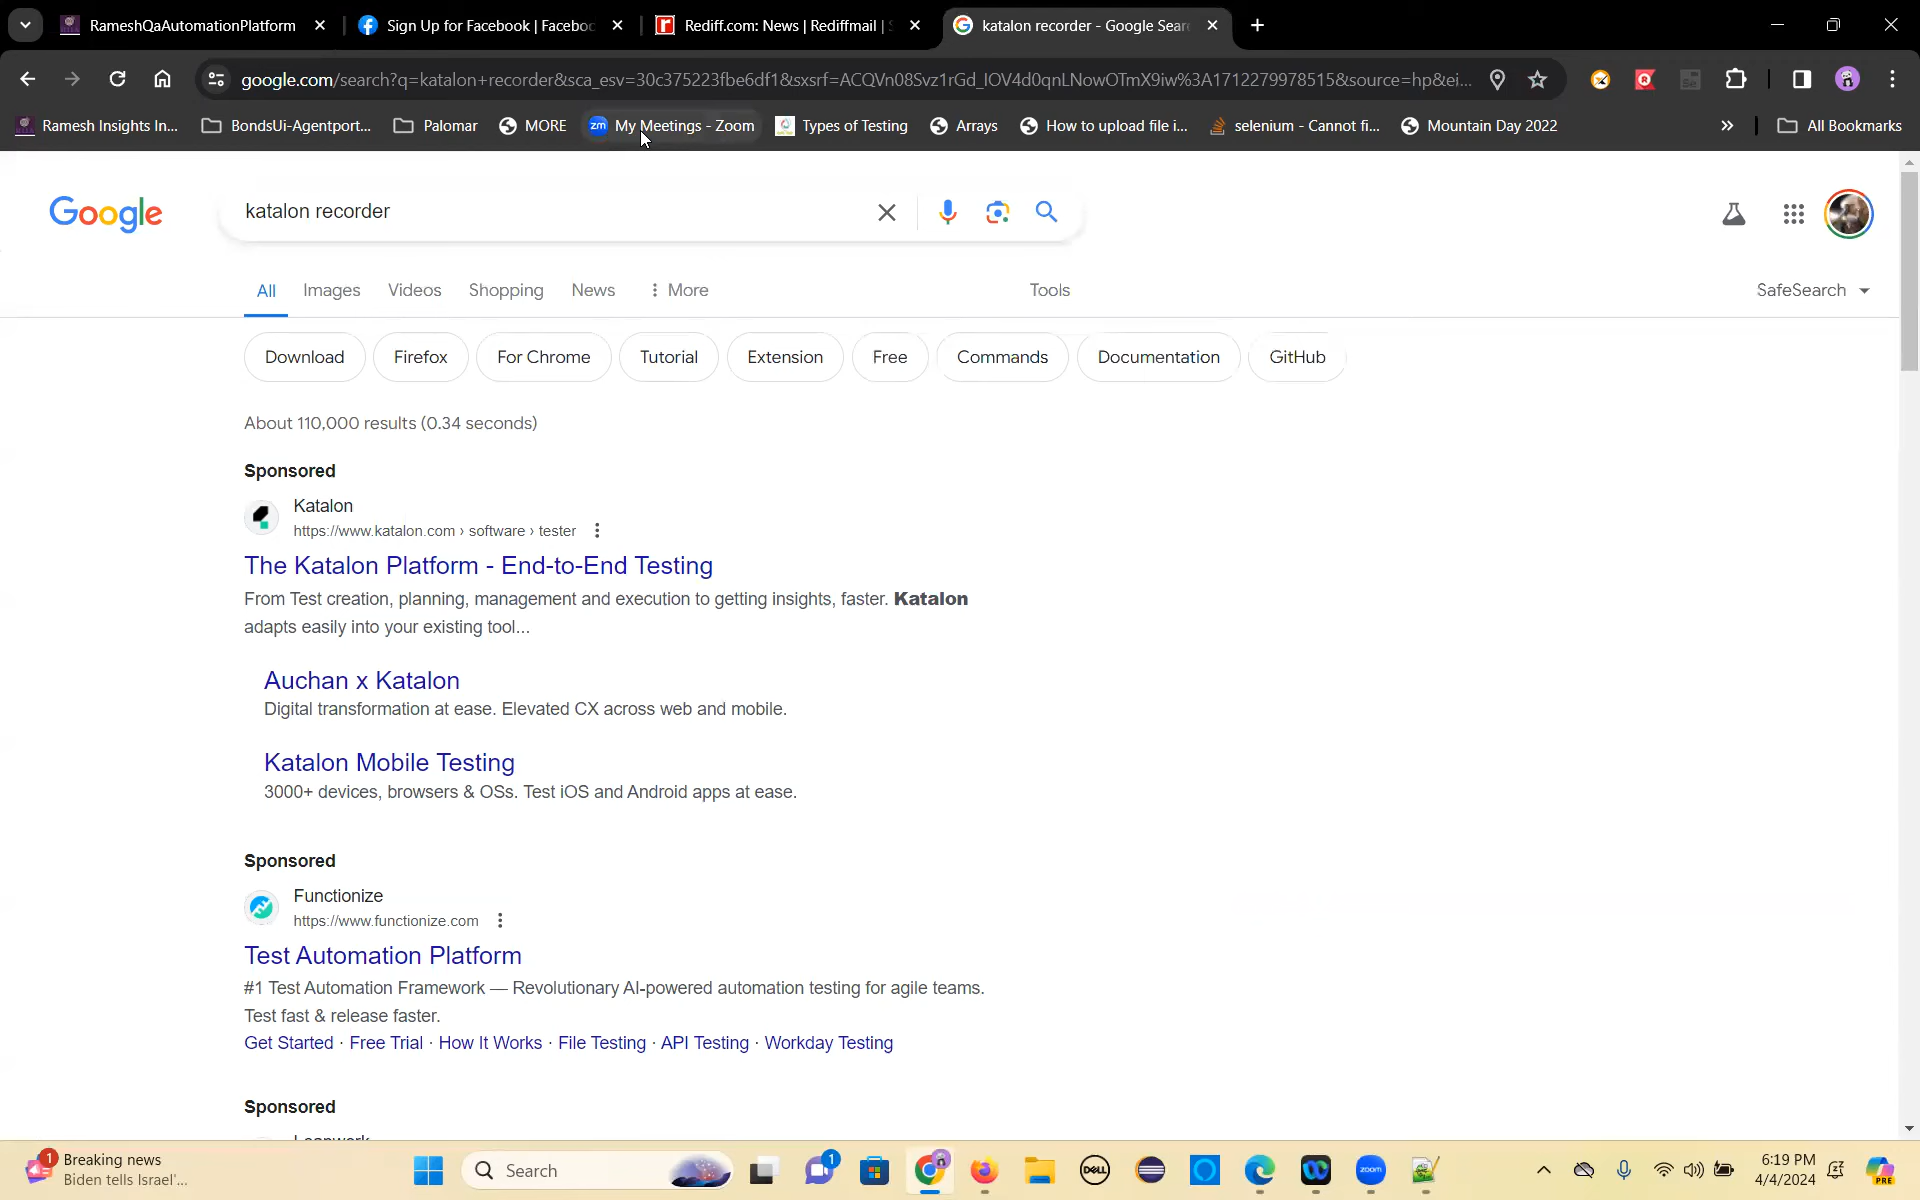 RameshQaAutomationPlatform
Sign Up for Facebook | Faceboo
Rediff.com: News | Rediffmail |
katalon recorder - Google Sear
google.com/search?q=katalon+recorder&sca_esv=30c375223fbe6df1&sxsrf=ACQVn08Svz1rGd_IOV4d0qnLNowOTmX9iw%3A1712279978515&source=hp&ei...
Ramesh Insights In...
BondsUi-Agentport...
Palomar
MORE
zm My Meetings - Zoom
Types of Testing
Arrays
How to upload file i...
selenium - Cannot fi...
Mountain Day 2022
All Bookmarks
Google
katalon recorder
All Images Videos Shopping News More Tools SafeSearch
Download Firefox For Chrome Tutorial Extension Free Commands Documentation GitHub
About 110,000 results (0.34 seconds)
Sponsored
Katalon
https://www.katalon.com › software › tester
The Katalon Platform - End-to-End Testing
From Test creation, planning, management and execution to getting insights, faster. Katalon
adapts easily into your existing tool...
Auchan x Katalon
Digital transformation at ease. Elevated CX across web and mobile.
Katalon Mobile Testing
3000+ devices, browsers & OSs. Test iOS and Android apps at ease.
Sponsored
Functionize
https://www.functionize.com
Test Automation Platform
#1 Test Automation Framework — Revolutionary AI-powered automation testing for agile teams.
Test fast & release faster.
Get Started · Free Trial · How It Works · File Testing · API Testing · Workday Testing
Sponsored
1 Breaking news
Biden tells Israel'...
Search
1
DELL
zoom
6:19 PM
4/4/2024
PRE